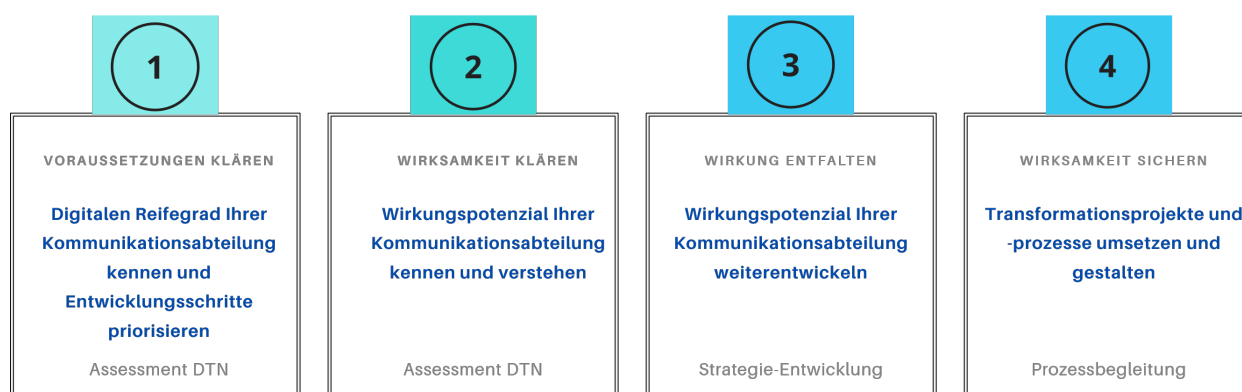 1
VORAUSSETZUNGEN KLÄREN
Digitalen Reifegrad Ihrer
Kommunikationsabteilung
kennen und
Entwicklungsschritte
priorisieren
Assessment DTN
2
WIRKSAMKEIT KLÄREN
Wirkungspotenzial Ihrer
Kommunikationsabteilung
kennen und verstehen
Assessment DTN
3
WIRKUNG ENTFALTEN
Wirkungspotenzial Ihrer
Kommunikationsabteilung
weiterentwickeln
Strategie-Entwicklung
4
WIRKSAMKEIT SICHERN
Transformationsprojekte und
-prozesse umsetzen und
gestalten
Prozessbegleitung